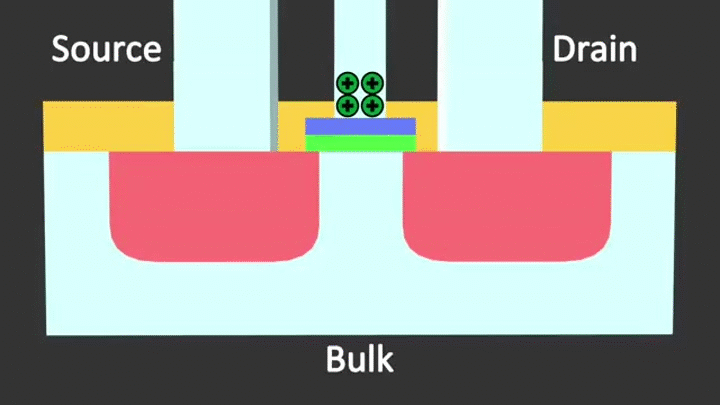 Source
Drain
+ +
+ +
Bulk